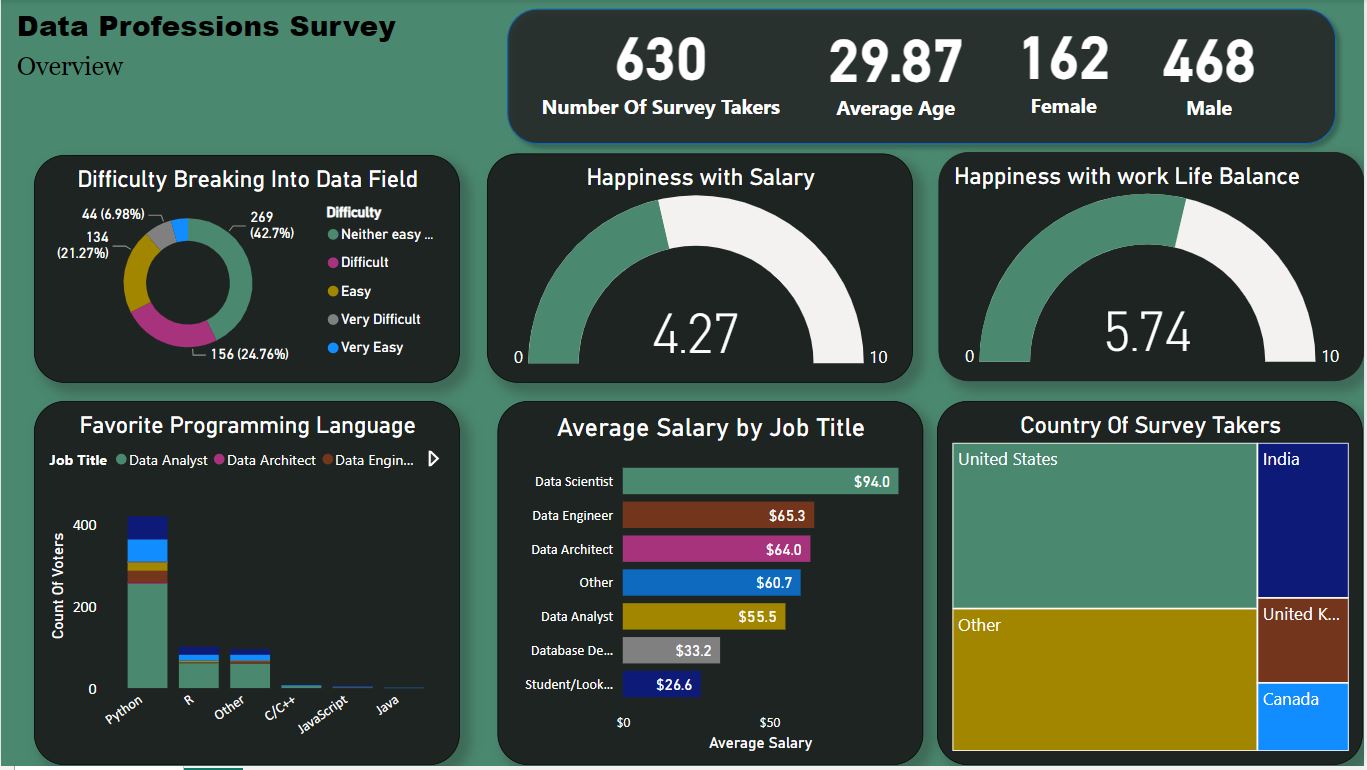 Data Professions Survey
Overview
630
Number Of Survey Takers
29.87
Average Age
162
Female
468
Male
Difficulty Breaking Into Data Field
44 (6.98%)
134
(21.27%)
269
(42.7%)
156 (24.76%)
Difficulty
Neither easy ...
Difficult
Easy
Very Difficult
Very Easy
Happiness with Salary
4.27
0
10
Happiness with work Life Balance
5.74
0
10
Favorite Programming Language
Job Title Data Analyst Data Architect Data Engin...
Count Of Voters
400
200
0
Python
R
Other
C/C++
JavaScript
Java
Average Salary by Job Title
Data Scientist $94.0
Data Engineer $65.3
Data Architect $64.0
Other $60.7
Data Analyst $55.5
Database De... $33.2
Student/Look... $26.6
$0 $50
Average Salary
Country Of Survey Takers
United States
Other
India
United K...
Canada